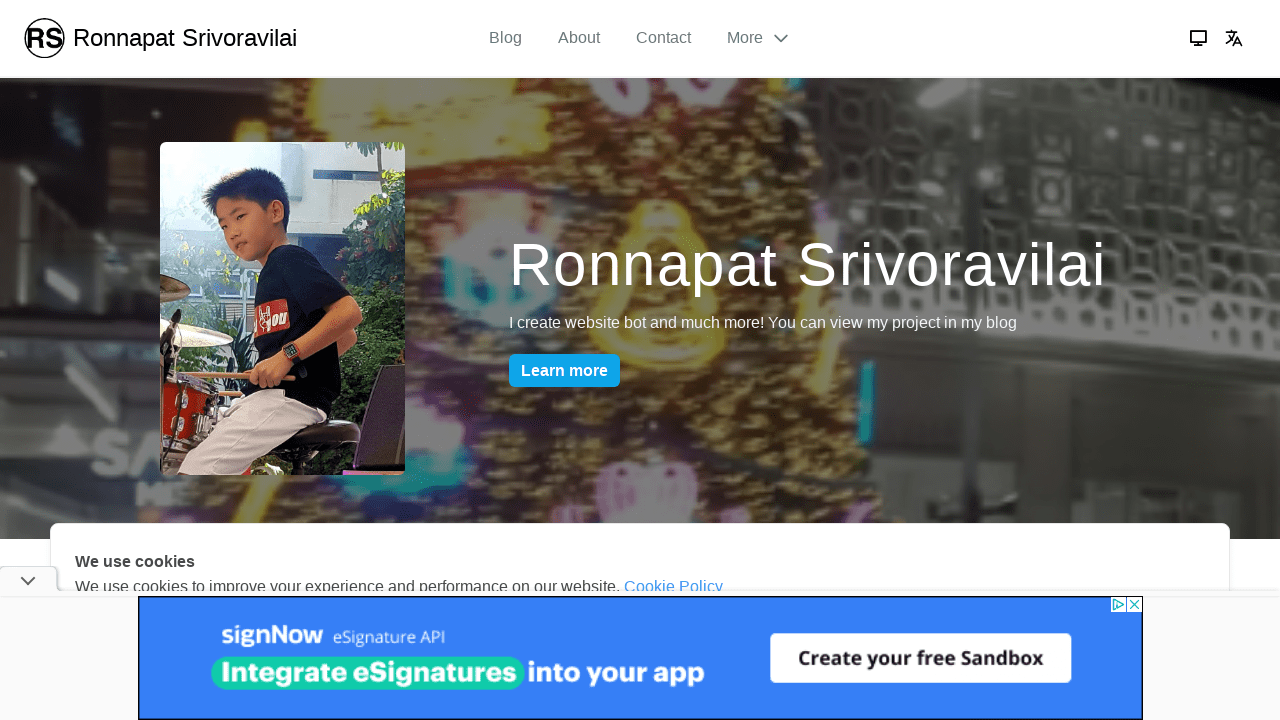 RS Ronnapat Srivoravilai
Blog
About
Contact
More
YOU
Ronnapat Srivoravilai
I create website bot and much more! You can view my project in my blog
Learn more
We use cookies
We use cookies to improve your experience and performance on our website. Cookie Policy
signNow eSignature API
Integrate eSignatures into your app
Create your free Sandbox